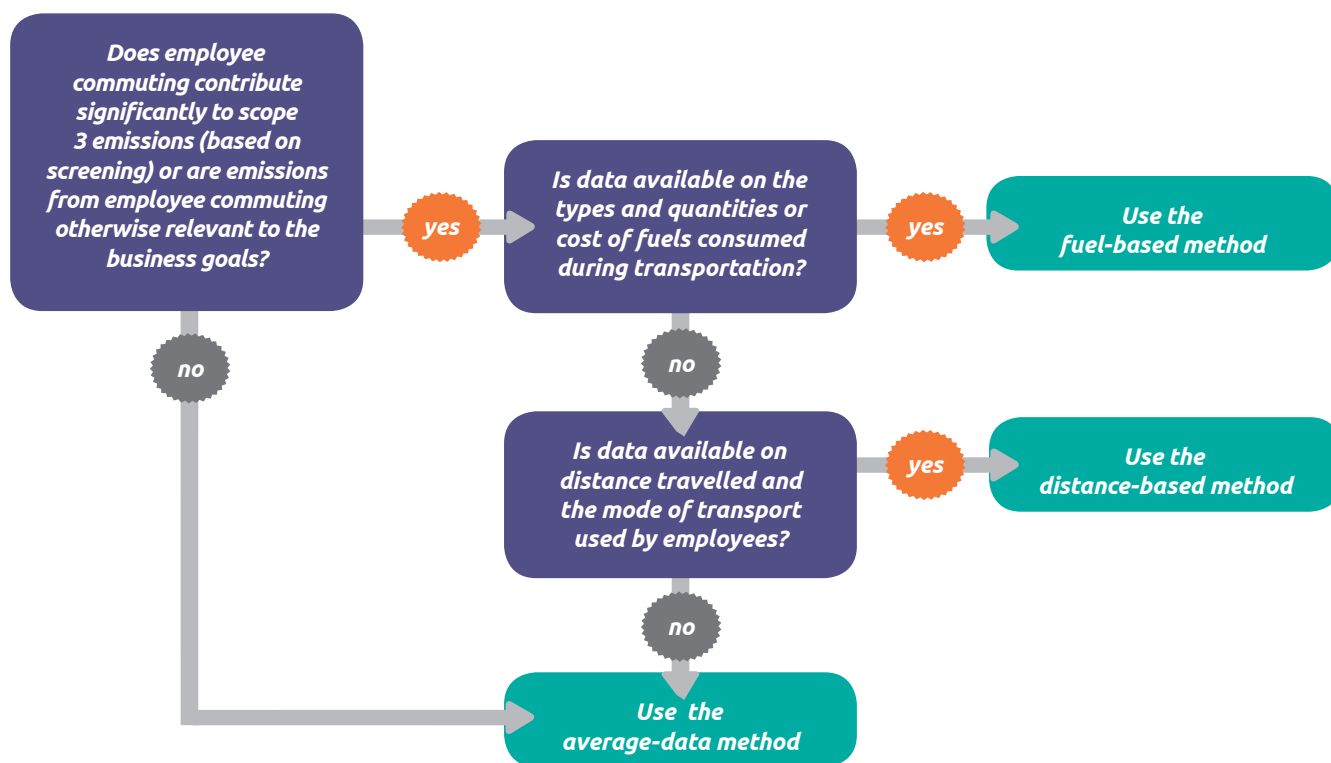 Does employee
commuting contribute
significantly to scope
3 emissions (based on
screening) or are emissions
from employee commuting
otherwise relevant to the
business goals?
yes
Is data available on the
types and quantities or
cost of fuels consumed
during transportation?
yes
Use the
fuel-based method
no
no
Is data available on
distance travelled and
the mode of transport
used by employees?
yes
Use the
distance-based method
no
Use the
average-data method